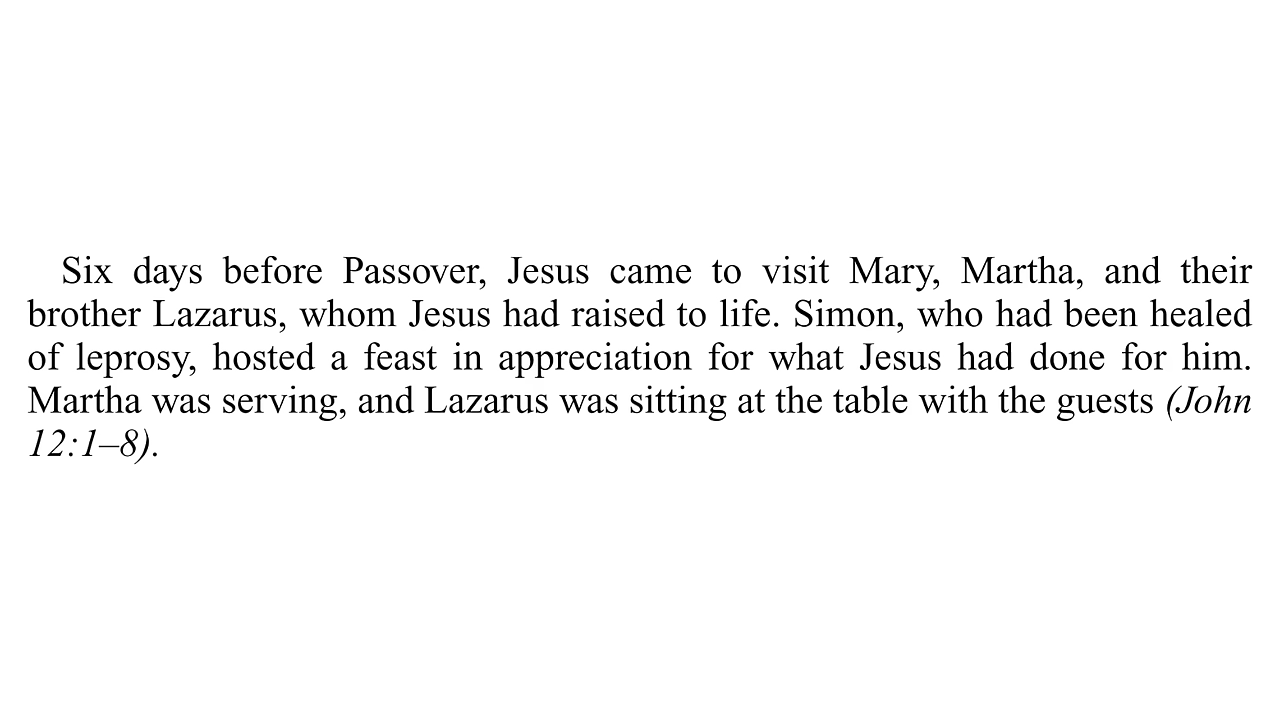 Six days before Passover, Jesus came to visit Mary, Martha, and their
brother Lazarus, whom Jesus had raised to life. Simon, who had been healed
of leprosy, hosted a feast in appreciation for what Jesus had done for him.
Martha was serving, and Lazarus was sitting at the table with the guests (John
12:1–8).